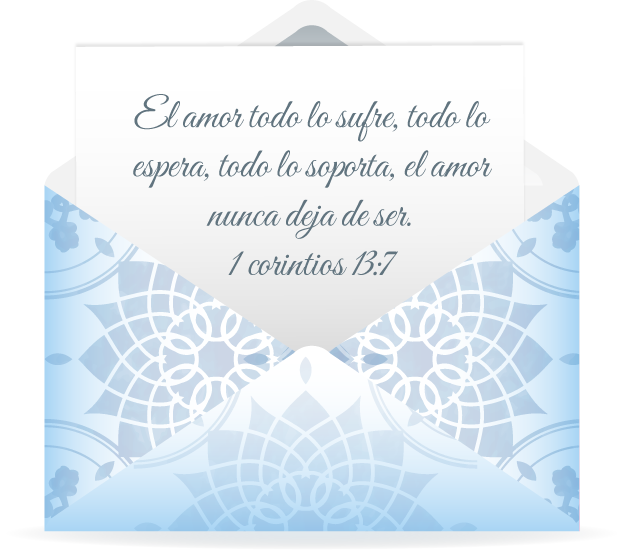 El amor todo lo sufre, todo lo
espera, todo lo soporta, el amor
nunca deja de ser.
1 corintios 13:7